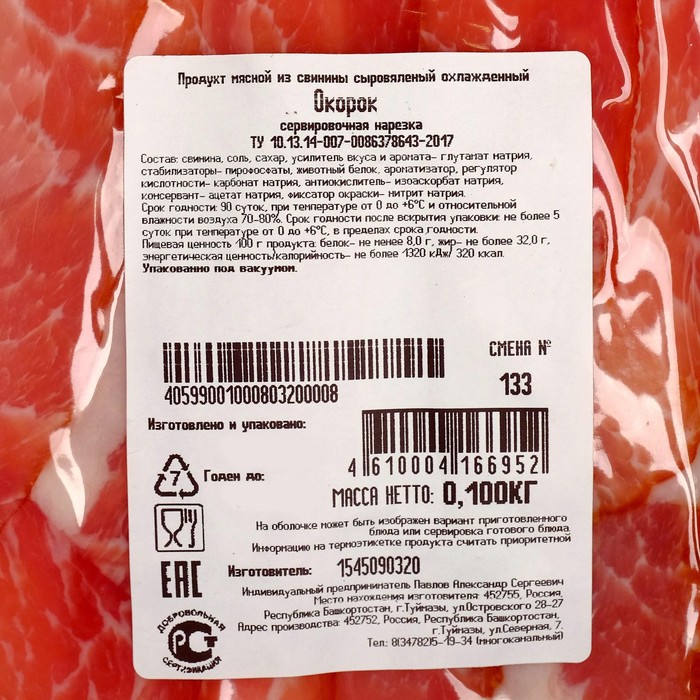 Продукт мясной из свинины сыровяленый охлажденный
Окорок
сервировочная нарезка
ТУ 10.13.14-007-0086378643-2017
Состав: свинина, соль, сахар, усилитель вкуса и аромата- глутамат натрия,
стабилизаторы- пирофосфаты, животный белок, ароматизатор, регулятор
кислотности- карбонат натрия, антиокислитель- изоаскорбат натрия,
консервант- ацетат натрия, фиксатор окраски- нитрит натрия.
Срок годности: 90 суток, при температуре от 0 до +6°С и относительной
влажности воздуха 70-80%. Срок годности после вскрытия упаковки: не более 5
суток при температуре от 0 до +6°С, в пределах срока годности.
Пищевая ценность 100 г продукта: белок- не менее 8,0 г, жир- не более 32,0 г,
энергетическая ценность/калорийность- не более 1320 кДж/ 320 ккал.
Упакованно под вакуумом.
СМЕНА №
40599001000803200008
133
Изготовлено и упаковано:
4 610004 166952
7
Годен до:
МАССА НЕТТО: 0,100КГ
На оболочке может быть изображен вариант приготовленного
блюда или сервировка готового блюда.
Информацию на термоэтикетке продукта считать приоритетной
EAC
Изготовитель: 1545090320
Индивидуальный предприниматель Павлов Александр Сергеевич
Место нахождения изготовителя: 452755, Россия,
Республика Башкортостан, г.Туймазы, ул.Островского 28-27
Адрес производства: 452752, Россия, Республика Башкортостан,
г.Туймазы, ул.Северная, 7.
Тел.: 8(34782)5-19-34 (многоканальный)
ДОБРОВОЛЬНАЯ
РСТ
СЕРТИФИКАЦИЯ